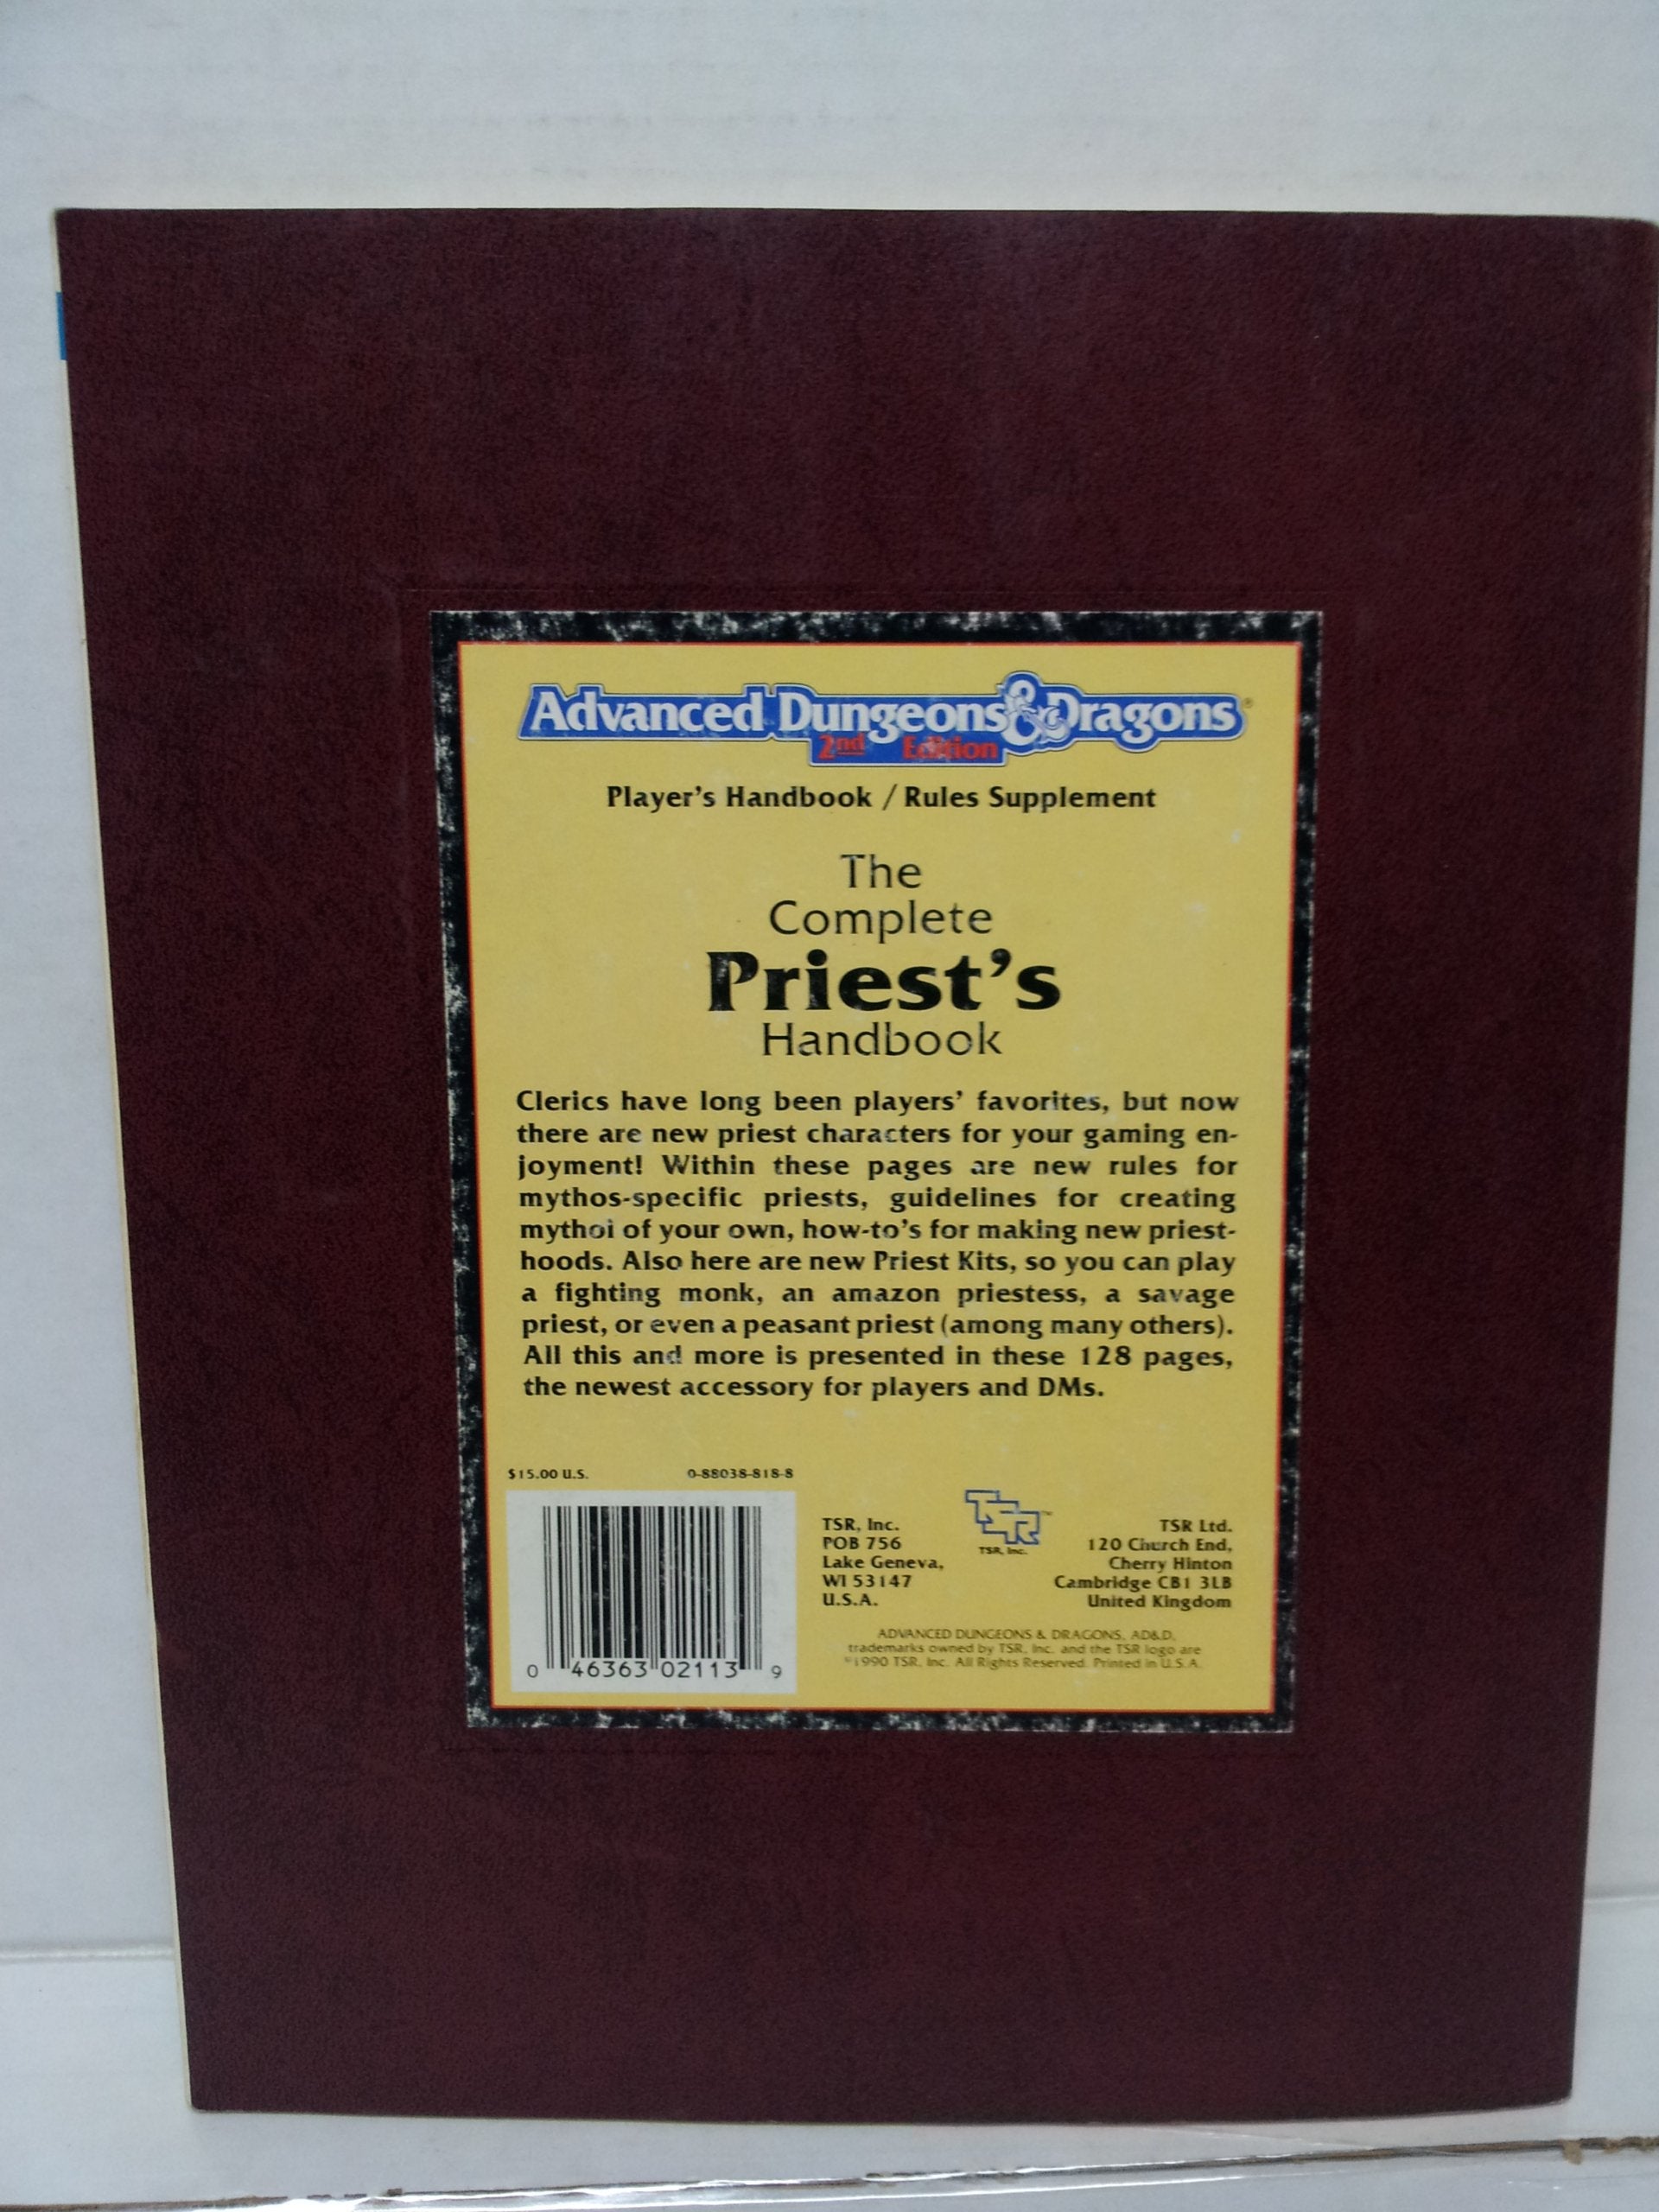 Advanced Dungeons & Dragons®
2nd Edition
Player's Handbook / Rules Supplement
The
Complete
Priest's
Handbook
Clerics have long been players' favorites, but now
there are new priest characters for your gaming en-
joyment! Within these pages are new rules for
mythos-specific priests, guidelines for creating
mythoi of your own, how-to's for making new priest-
hoods. Also here are new Priest Kits, so you can play
a fighting monk, an amazon priestess, a savage
priest, or even a peasant priest (among many others).
All this and more is presented in these 128 pages,
the newest accessory for players and DMs.
$15.00 U.S.
0-88038-818-8
0 46363 02113 9
TSR, Inc.
POB 756
Lake Geneva,
WI 53147
U.S.A.
TSR™
TSR, Inc.
TSR Ltd.
120 Church End,
Cherry Hinton
Cambridge CB1 3LB
United Kingdom
ADVANCED DUNGEONS & DRAGONS, AD&D,
trademarks owned by TSR, Inc. and the TSR logo are
©1990 TSR, Inc. All Rights Reserved. Printed in U.S.A.